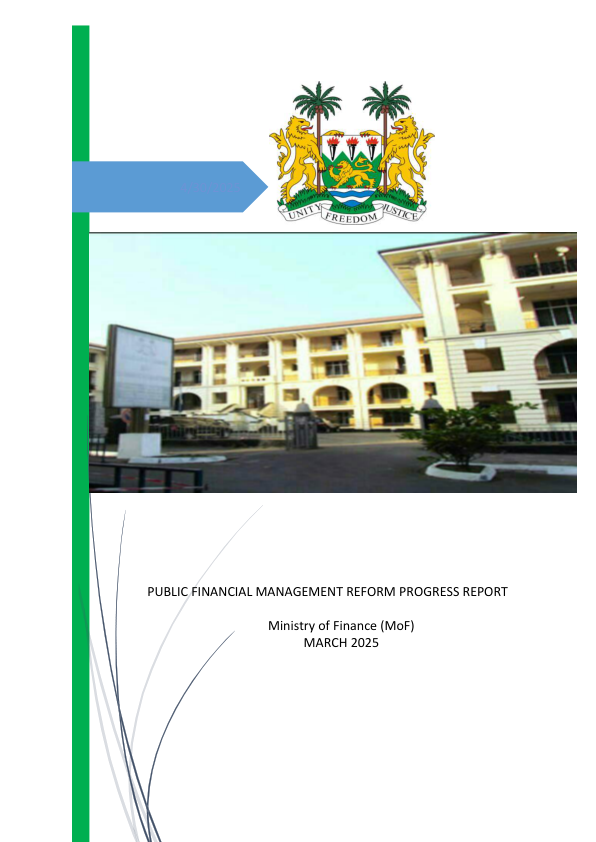 UNITY FREEDOM JUSTICE
PUBLIC FINANCIAL MANAGEMENT REFORM PROGRESS REPORT
Ministry of Finance (MoF)
MARCH 2025